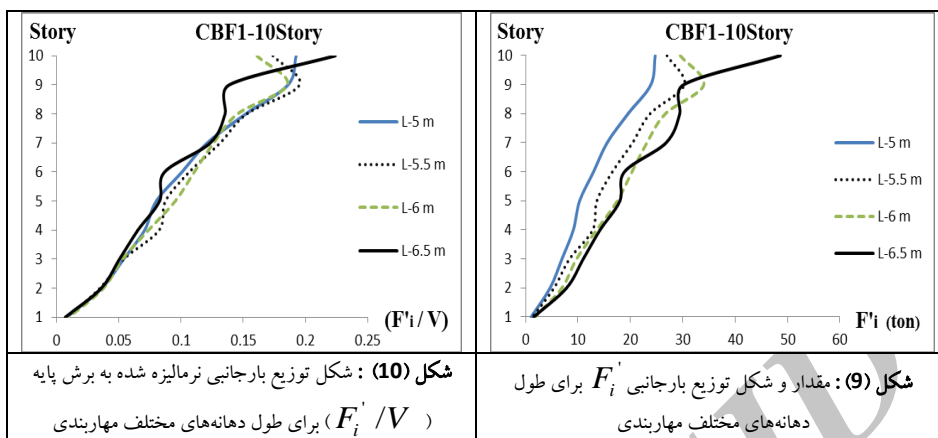 Story CBF1-10Story
10
9
8
7
6
5
4
3
2
1
0 0.05 0.1 0.15 0.2 0.25
(F'i / V)
L-5 m
L-5.5 m
L-6 m
L-6.5 m
Story CBF1-10Story
10
9
8
7
6
5
4
3
2
1
0 10 20 30 40 50 60
F'i (ton)
L-5 m
L-5.5 m
L-6 m
L-6.5 m
شکل (10) : شکل توزیع بارجانبی نرمالیزه شده به برش پایه
( F'i /V ) برای طول دهانه‌های مختلف مهاربندی
شکل (9) : مقدار و شکل توزیع بارجانبی F'i برای طول
دهانه‌های مختلف مهاربندی